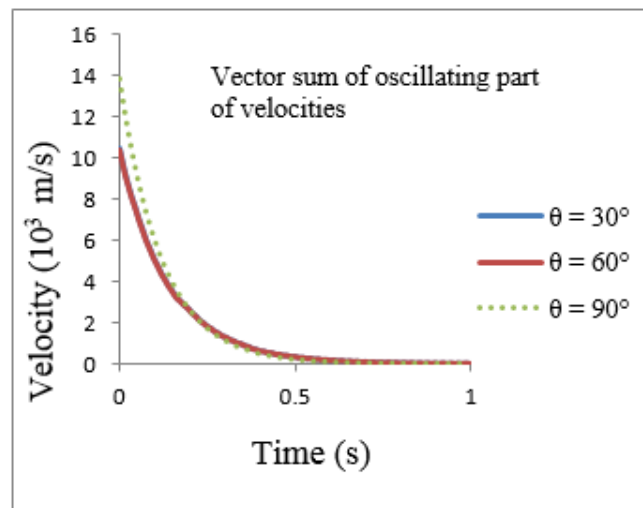 16
14
12
10
8
6
4
2
0
Velocity (10³ m/s)
Vector sum of oscillating part
of velocities
θ = 30°
θ = 60°
θ = 90°
0
0.5
1
Time (s)